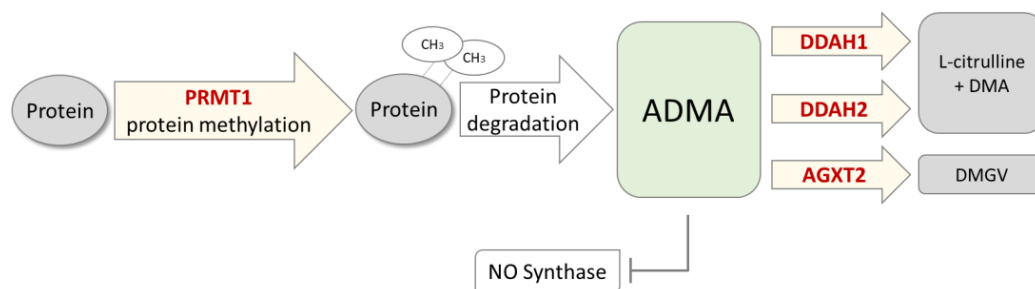 Protein
PRMT1
protein methylation
CH3
CH3
Protein
Protein
degradation
ADMA
DDAH1
DDAH2
AGXT2
L-citrulline
+ DMA
DMGV
NO Synthase